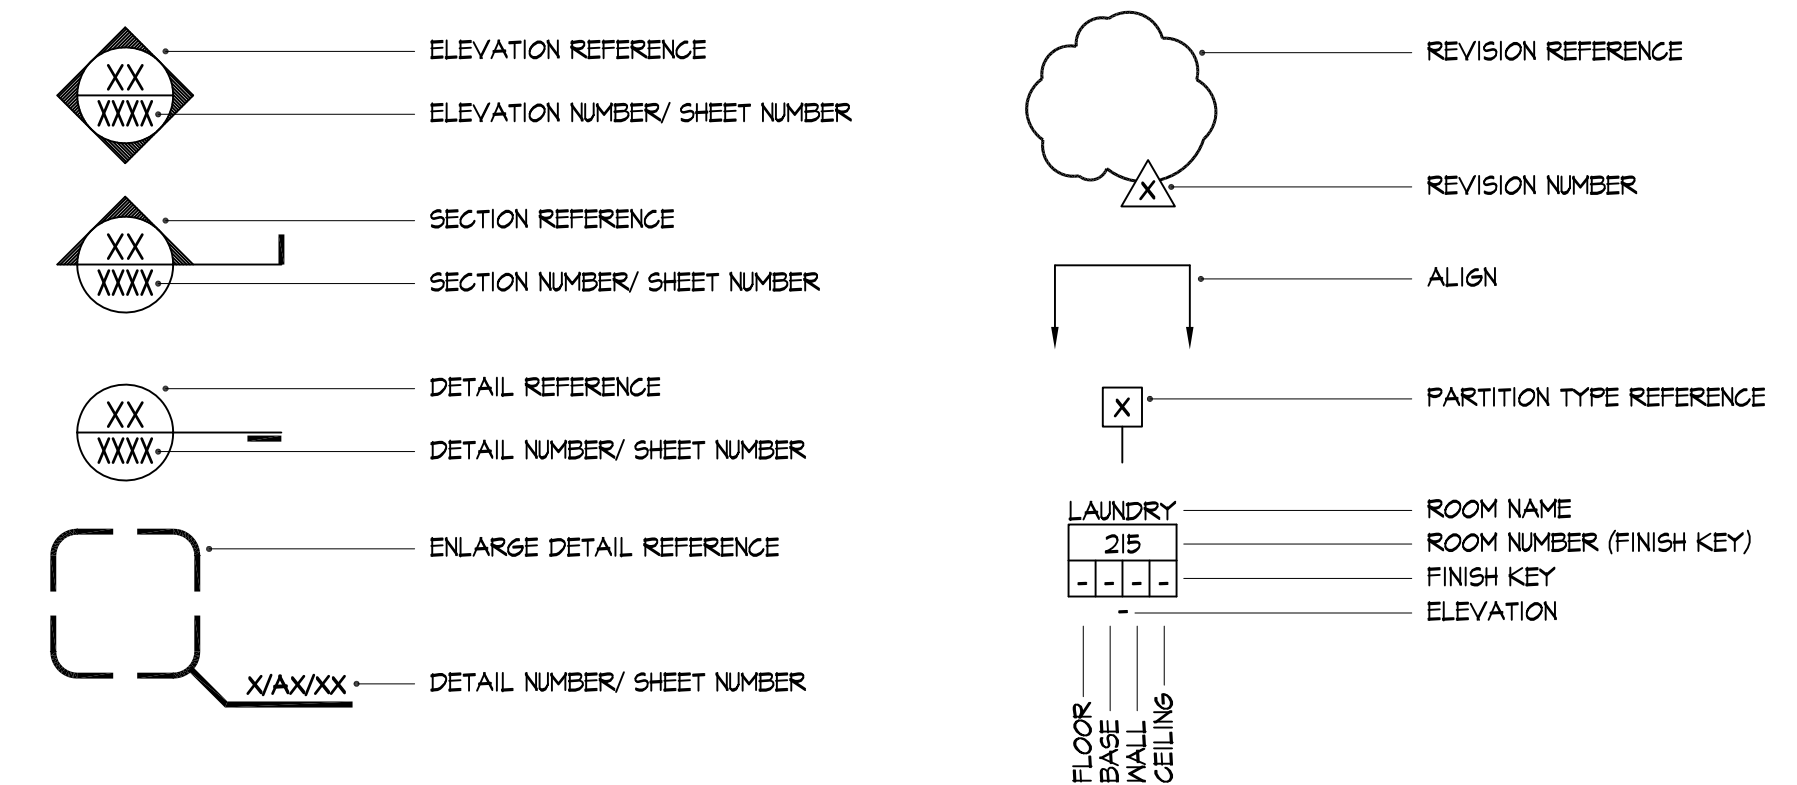 ELEVATION REFERENCE
XX
XXXX
ELEVATION NUMBER/ SHEET NUMBER
SECTION REFERENCE
XX
XXXX
SECTION NUMBER/ SHEET NUMBER
DETAIL REFERENCE
XX
XXXX
DETAIL NUMBER/ SHEET NUMBER
ENLARGE DETAIL REFERENCE
X/AX/XX
DETAIL NUMBER/ SHEET NUMBER
REVISION REFERENCE
X
REVISION NUMBER
ALIGN
X
PARTITION TYPE REFERENCE
LAUNDRY
ROOM NAME
215
ROOM NUMBER (FINISH KEY)
- - - -
FINISH KEY
-
ELEVATION
FLOOR
BASE
WALL
CEILING